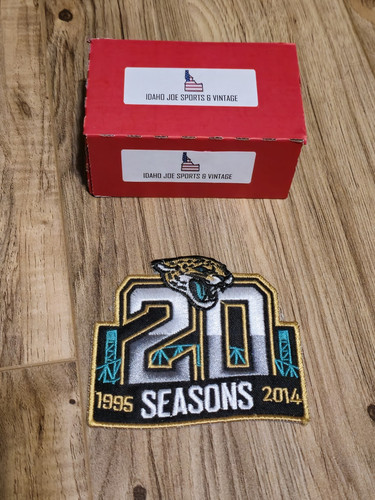 IDAHO JOE SPORTS & VINTAGE
IDAHO JOE SPORTS & VINTAGE
20
1995 SEASONS 2014